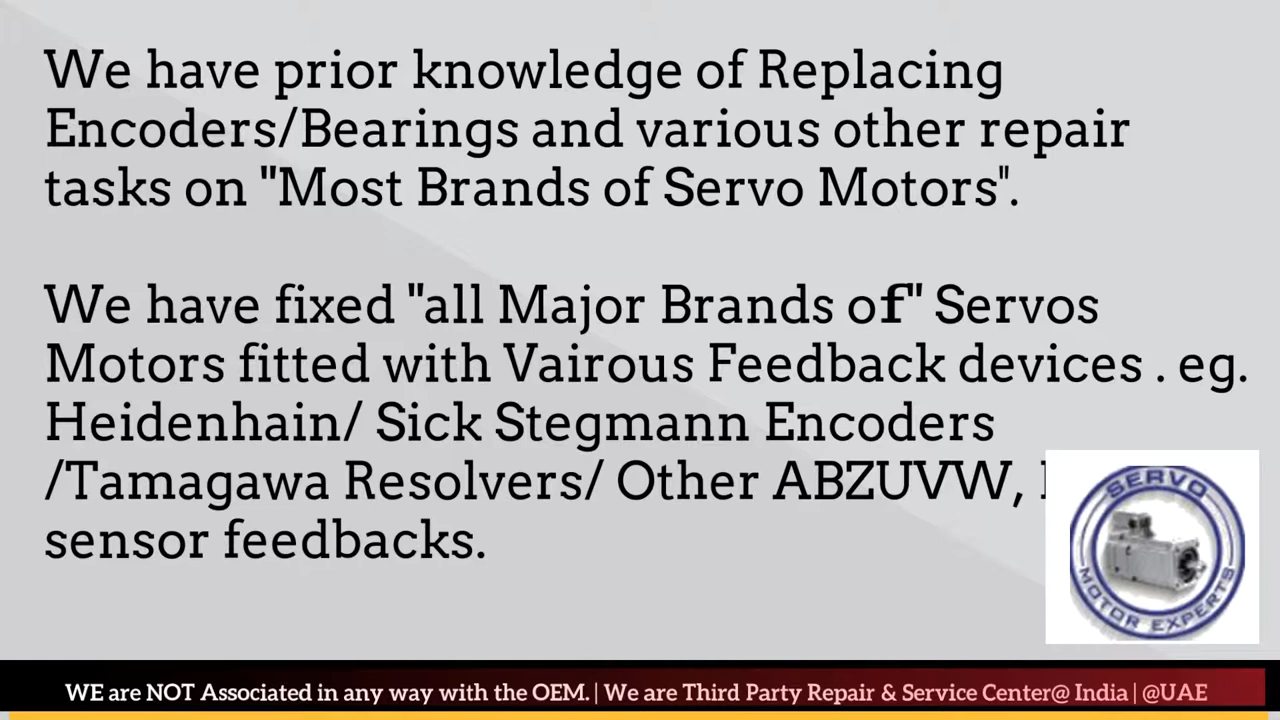 We have prior knowledge of Replacing
Encoders/Bearings and various other repair
tasks on "Most Brands of Servo Motors".
We have fixed "all Major Brands of" Servos
Motors fitted with Vairous Feedback devices . eg.
Heidenhain/ Sick Stegmann Encoders
/Tamagawa Resolvers/ Other ABZUVW,
sensor feedbacks.
SERVO
MOTOR EXPERTS
WE are NOT Associated in any way with the OEM. | We are Third Party Repair & Service Center@ India | @UAE